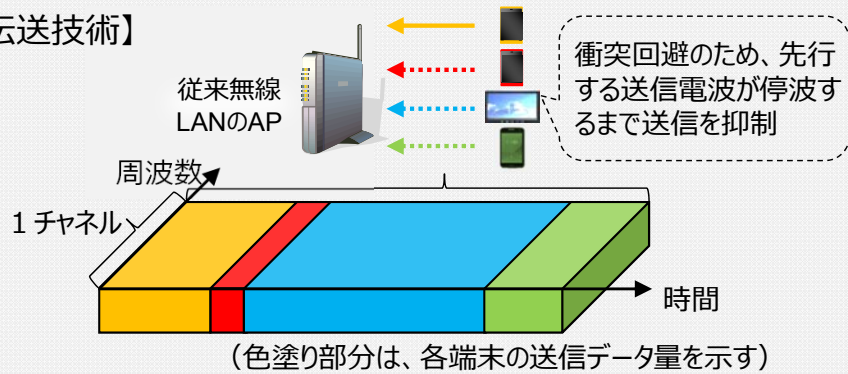 伝送技術】
従来無線
LANのAP
衝突回避のため、先行
する送信電波が停波す
るまで送信を抑制
周波数
1 チャネル
時間
（色塗り部分は、各端末の送信データ量を示す）